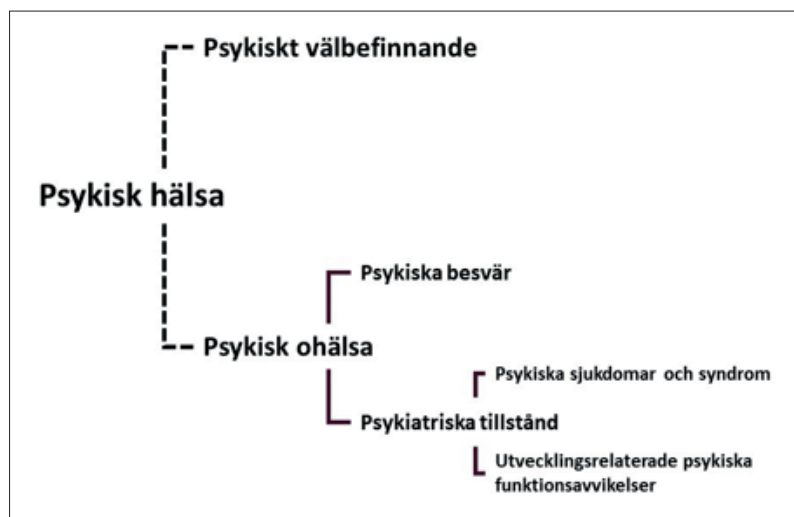 Psykiskt välbefinnande
Psykisk hälsa
Psykiska besvär
Psykisk ohälsa
Psykiska sjukdomar och syndrom
Psykiatriska tillstånd
Utvecklingsrelaterade psykiska
funktionsavvikelser